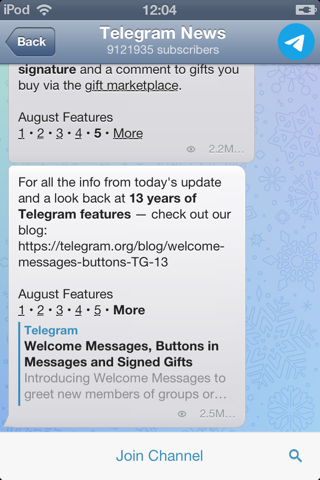 iPod 12:04
Back
Telegram News
9121935 subscribers
signature and a comment to gifts you
buy via the gift marketplace.
August Features
1 • 2 • 3 • 4 • 5 • More
2.2M...
For all the info from today's update
and a look back at 13 years of
Telegram features — check out our
blog:
https://telegram.org/blog/welcome-
messages-buttons-TG-13
August Features
1 • 2 • 3 • 4 • 5 • More
Telegram
Welcome Messages, Buttons in
Messages and Signed Gifts
Introducing Welcome Messages to
greet new members of groups or...
2.5M...
Join Channel